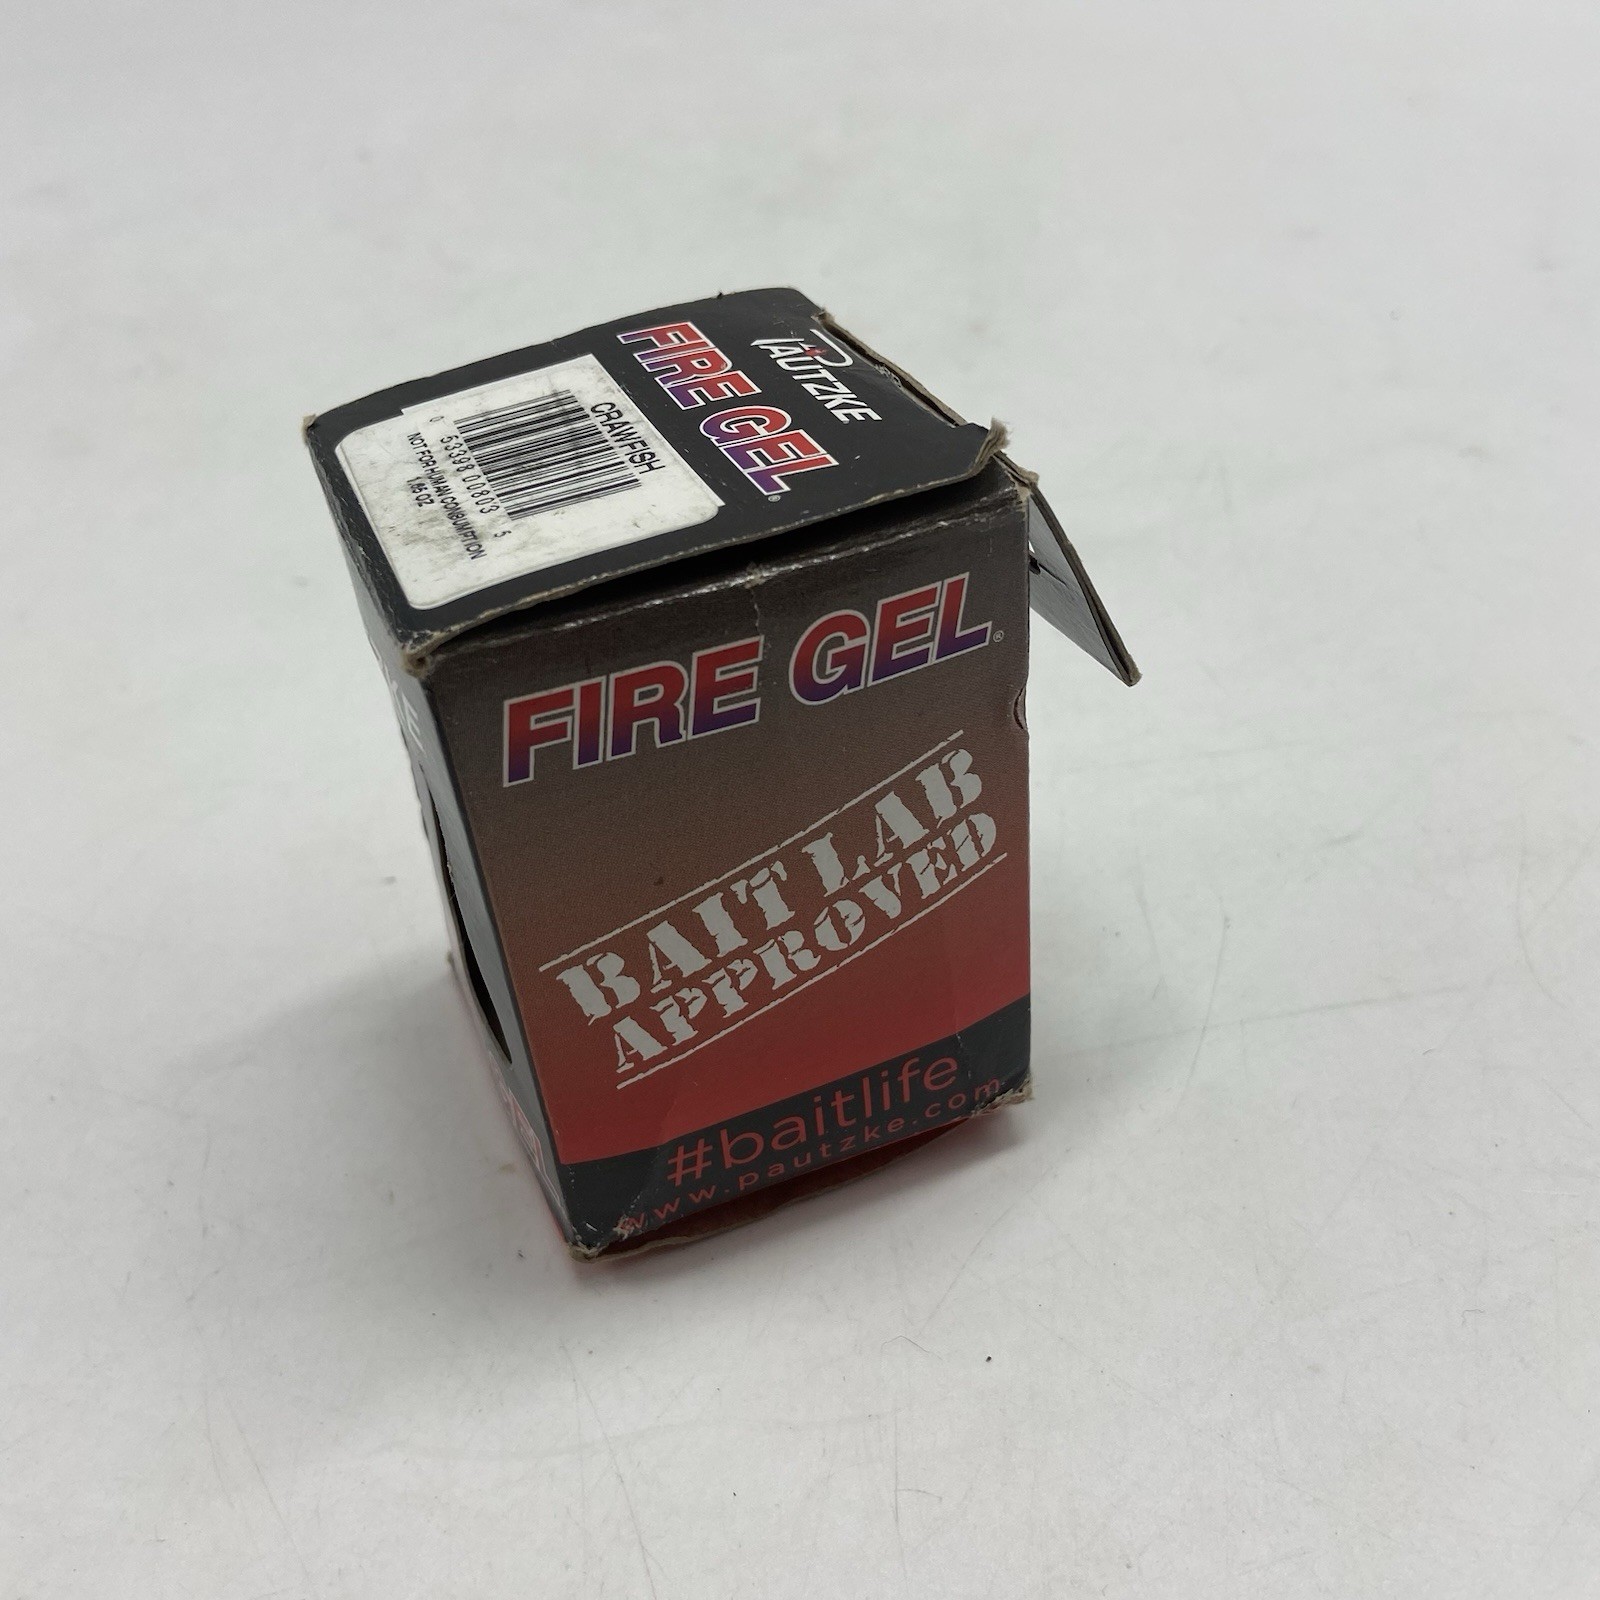 PAUTZKE
FIRE GEL®
CRAWFISH
0 53398 00803 5
NOT FOR HUMAN CONSUMPTION
1.65 OZ
FIRE GEL®
BAIT LAB
APPROVED
#baitlife
www.pautzke.com